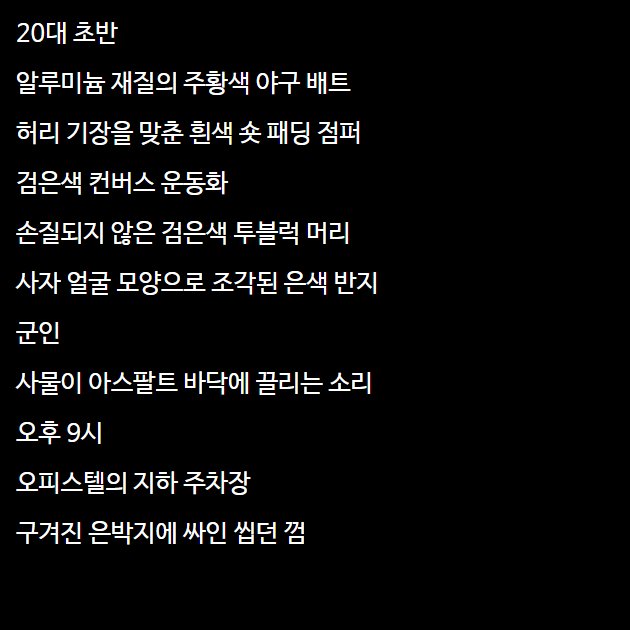 20대 초반
알루미늄 재질의 주황색 야구 배트
허리 기장을 맞춘 흰색 숏 패딩 점퍼
검은색 컨버스 운동화
손질되지 않은 검은색 투블럭 머리
사자 얼굴 모양으로 조각된 은색 반지
군인
사물이 아스팔트 바닥에 끌리는 소리
오후 9시
오피스텔의 지하 주차장
구겨진 은박지에 싸인 씹던 껌